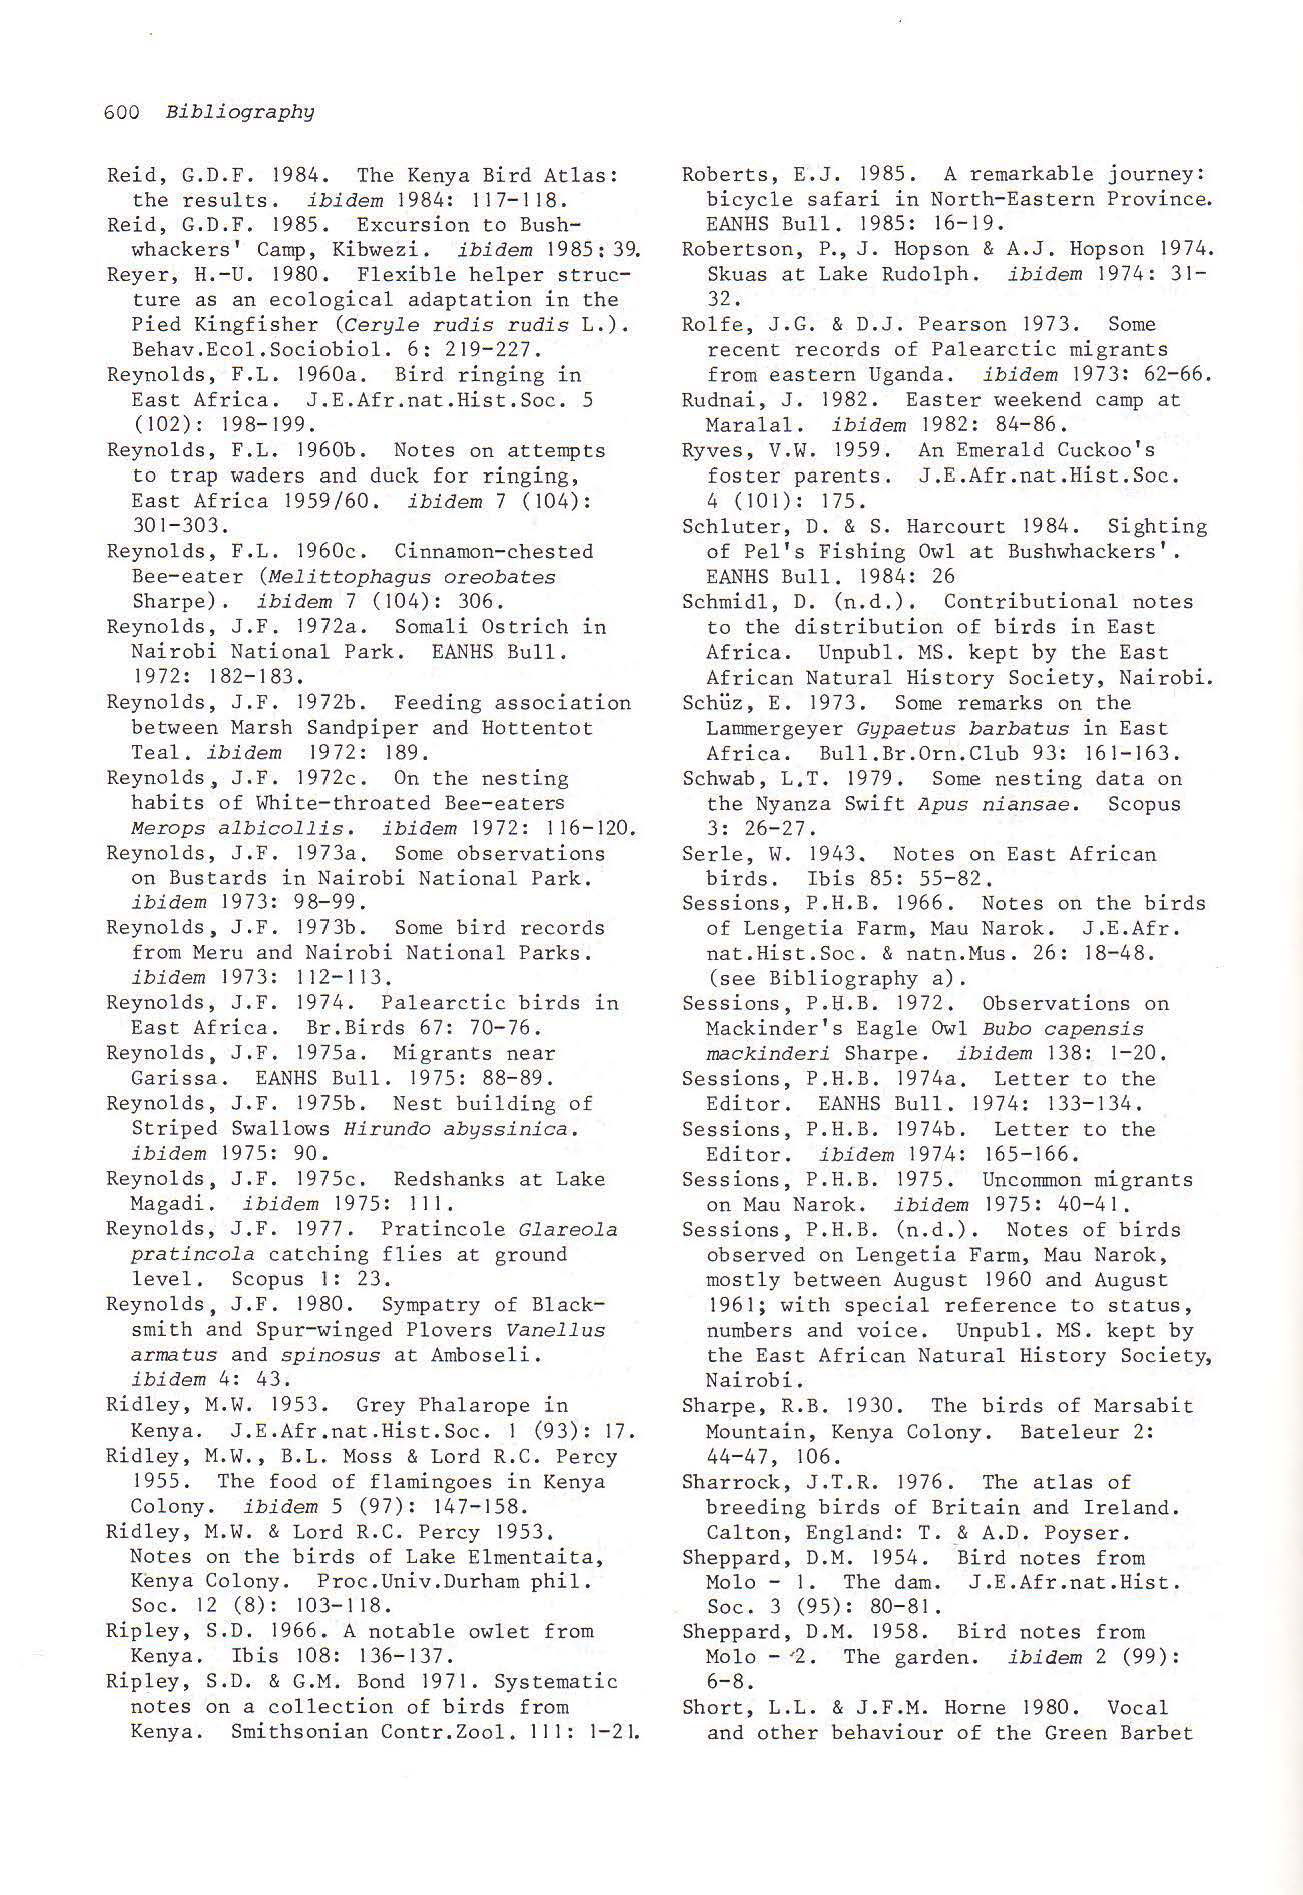 600 Bibliography
Reid, G.D.F. 1984. The Kenya Bird Atlas:
the results. ibidem 1984: 117-118.
Reid, G.D.F. 1985. Excursion to Bush-
whackers' Camp, Kibwezi. ibidem 1985: 39.
Reyer, H.-U. 1980. Flexible helper struc-
ture as an ecological adaptation in the
Pied Kingfisher (Ceryle rudis rudis L.).
Behav.Ecol.Sociobiol. 6: 219-227.
Reynolds, F.L. 1960a. Bird ringing in
East Africa. J.E.Afr.nat.Hist.Soc. 5
(102): 198-199.
Reynolds, F.L. 1960b. Notes on attempts
to trap waders and duck for ringing,
East Africa 1959/60. ibidem 7 (104):
301-303.
Reynolds, F.L. 1960c. Cinnamon-chested
Bee-eater (Melittophagus oreobates
Sharpe). ibidem 7 (104): 306.
Reynolds, J.F. 1972a. Somali Ostrich in
Nairobi National Park. EANHS Bull.
1972: 182-183.
Reynolds, J.F. 1972b. Feeding association
between Marsh Sandpiper and Hottentot
Teal. ibidem 1972: 189.
Reynolds, J.F. 1972c. On the nesting
habits of White-throated Bee-eaters
Merops albicollis. ibidem 1972: 116-120.
Reynolds, J.F. 1973a. Some observations
on Bustards in Nairobi National Park.
ibidem 1973: 98-99.
Reynolds, J.F. 1973b. Some bird records
from Meru and Nairobi National Parks.
ibidem 1973: 112-113.
Reynolds, J.F. 1974. Palearctic birds in
East Africa. Br.Birds 67: 70-76.
Reynolds, J.F. 1975a. Migrants near
Garissa. EANHS Bull. 1975: 88-89.
Reynolds, J.F. 1975b. Nest building of
Striped Swallows Hirundo abyssinica.
ibidem 1975: 90.
Reynolds, J.F. 1975c. Redshanks at Lake
Magadi. ibidem 1975: 111.
Reynolds, J.F. 1977. Pratincole Glareola
pratincola catching flies at ground
level. Scopus 1: 23.
Reynolds, J.F. 1980. Sympatry of Black-
smith and Spur-winged Plovers Vanellus
armatus and spinosus at Amboseli.
ibidem 4: 43.
Ridley, M.W. 1953. Grey Phalarope in
Kenya. J.E.Afr.nat.Hist.Soc. 1 (93): 17.
Ridley, M.W., B.L. Moss & Lord R.C. Percy
1955. The food of flamingoes in Kenya
Colony. ibidem 5 (97): 147-158.
Ridley, M.W. & Lord R.C. Percy 1953.
Notes on the birds of Lake Elmentaita,
Kenya Colony. Proc.Univ.Durham phil.
Soc. 12 (8): 103-118.
Ripley, S.D. 1966. A notable owlet from
Kenya. Ibis 108: 136-137.
Ripley, S.D. & G.M. Bond 1971. Systematic
notes on a collection of birds from
Kenya. Smithsonian Contr.Zool. 111: 1-21.
Roberts, E.J. 1985. A remarkable journey:
bicycle safari in North-Eastern Province.
EANHS Bull. 1985: 16-19.
Robertson, P., J. Hopson & A.J. Hopson 1974.
Skuas at Lake Rudolph. ibidem 1974: 31-
32.
Rolfe, J.G. & D.J. Pearson 1973. Some
recent records of Palearctic migrants
from eastern Uganda. ibidem 1973: 62-66.
Rudnai, J. 1982. Easter weekend camp at
Maralal. ibidem 1982: 84-86.
Ryves, V.W. 1959. An Emerald Cuckoo's
foster parents. J.E.Afr.nat.Hist.Soc.
4 (101): 175.
Schluter, D. & S. Harcourt 1984. Sighting
of Pel's Fishing Owl at Bushwhackers'.
EANHS Bull. 1984: 26
Schmidl, D. (n.d.). Contributional notes
to the distribution of birds in East
Africa. Unpubl. MS. kept by the East
African Natural History Society, Nairobi.
Schüz, E. 1973. Some remarks on the
Lammergeyer Gypaetus barbatus in East
Africa. Bull.Br.Orn.Club 93: 161-163.
Schwab, L.T. 1979. Some nesting data on
the Nyanza Swift Apus niansae. Scopus
3: 26-27.
Serle, W. 1943. Notes on East African
birds. Ibis 85: 55-82.
Sessions, P.H.B. 1966. Notes on the birds
of Lengetia Farm, Mau Narok. J.E.Afr.
nat.Hist.Soc. & natn.Mus. 26: 18-48.
(see Bibliography a).
Sessions, P.H.B. 1972. Observations on
Mackinder's Eagle Owl Bubo capensis
mackinderi Sharpe. ibidem 138: 1-20.
Sessions, P.H.B. 1974a. Letter to the
Editor. EANHS Bull. 1974: 133-134.
Sessions, P.H.B. 1974b. Letter to the
Editor. ibidem 1974: 165-166.
Sessions, P.H.B. 1975. Uncommon migrants
on Mau Narok. ibidem 1975: 40-41.
Sessions, P.H.B. (n.d.). Notes of birds
observed on Lengetia Farm, Mau Narok,
mostly between August 1960 and August
1961; with special reference to status,
numbers and voice. Unpubl. MS. kept by
the East African Natural History Society,
Nairobi.
Sharpe, R.B. 1930. The birds of Marsabit
Mountain, Kenya Colony. Bateleur 2:
44-47, 106.
Sharrock, J.T.R. 1976. The atlas of
breeding birds of Britain and Ireland.
Calton, England: T. & A.D. Poyser.
Sheppard, D.M. 1954. Bird notes from
Molo - 1. The dam. J.E.Afr.nat.Hist.
Soc. 3 (95): 80-81.
Sheppard, D.M. 1958. Bird notes from
Molo - 2. The garden. ibidem 2 (99):
6-8.
Short, L.L. & J.F.M. Horne 1980. Vocal
and other behaviour of the Green Barbet